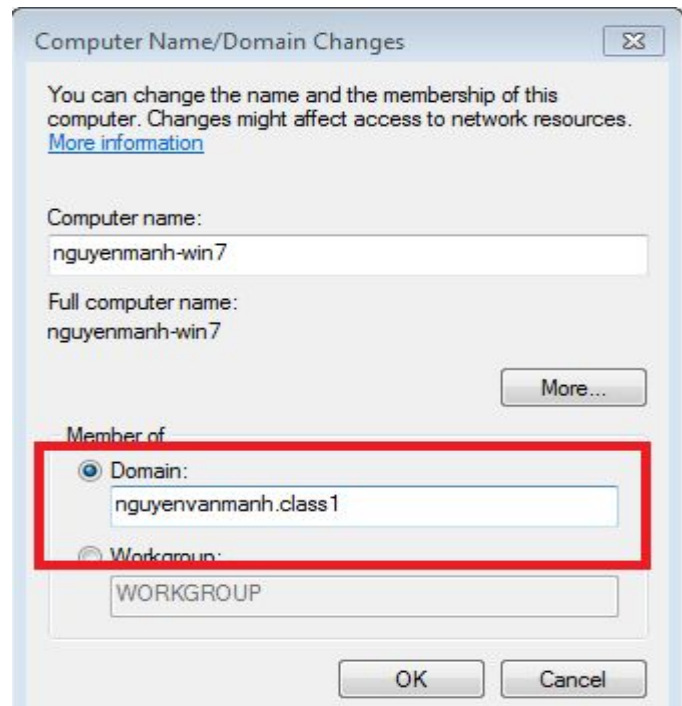 Computer Name/Domain Changes
You can change the name and the membership of this
computer. Changes might affect access to network resources.
More information
Computer name:
nguyenmanh-win7
Full computer name:
nguyenmanh-win7
More...
Member of
Domain:
nguyenvanmanh.class1
Workgroup:
WORKGROUP
OK
Cancel